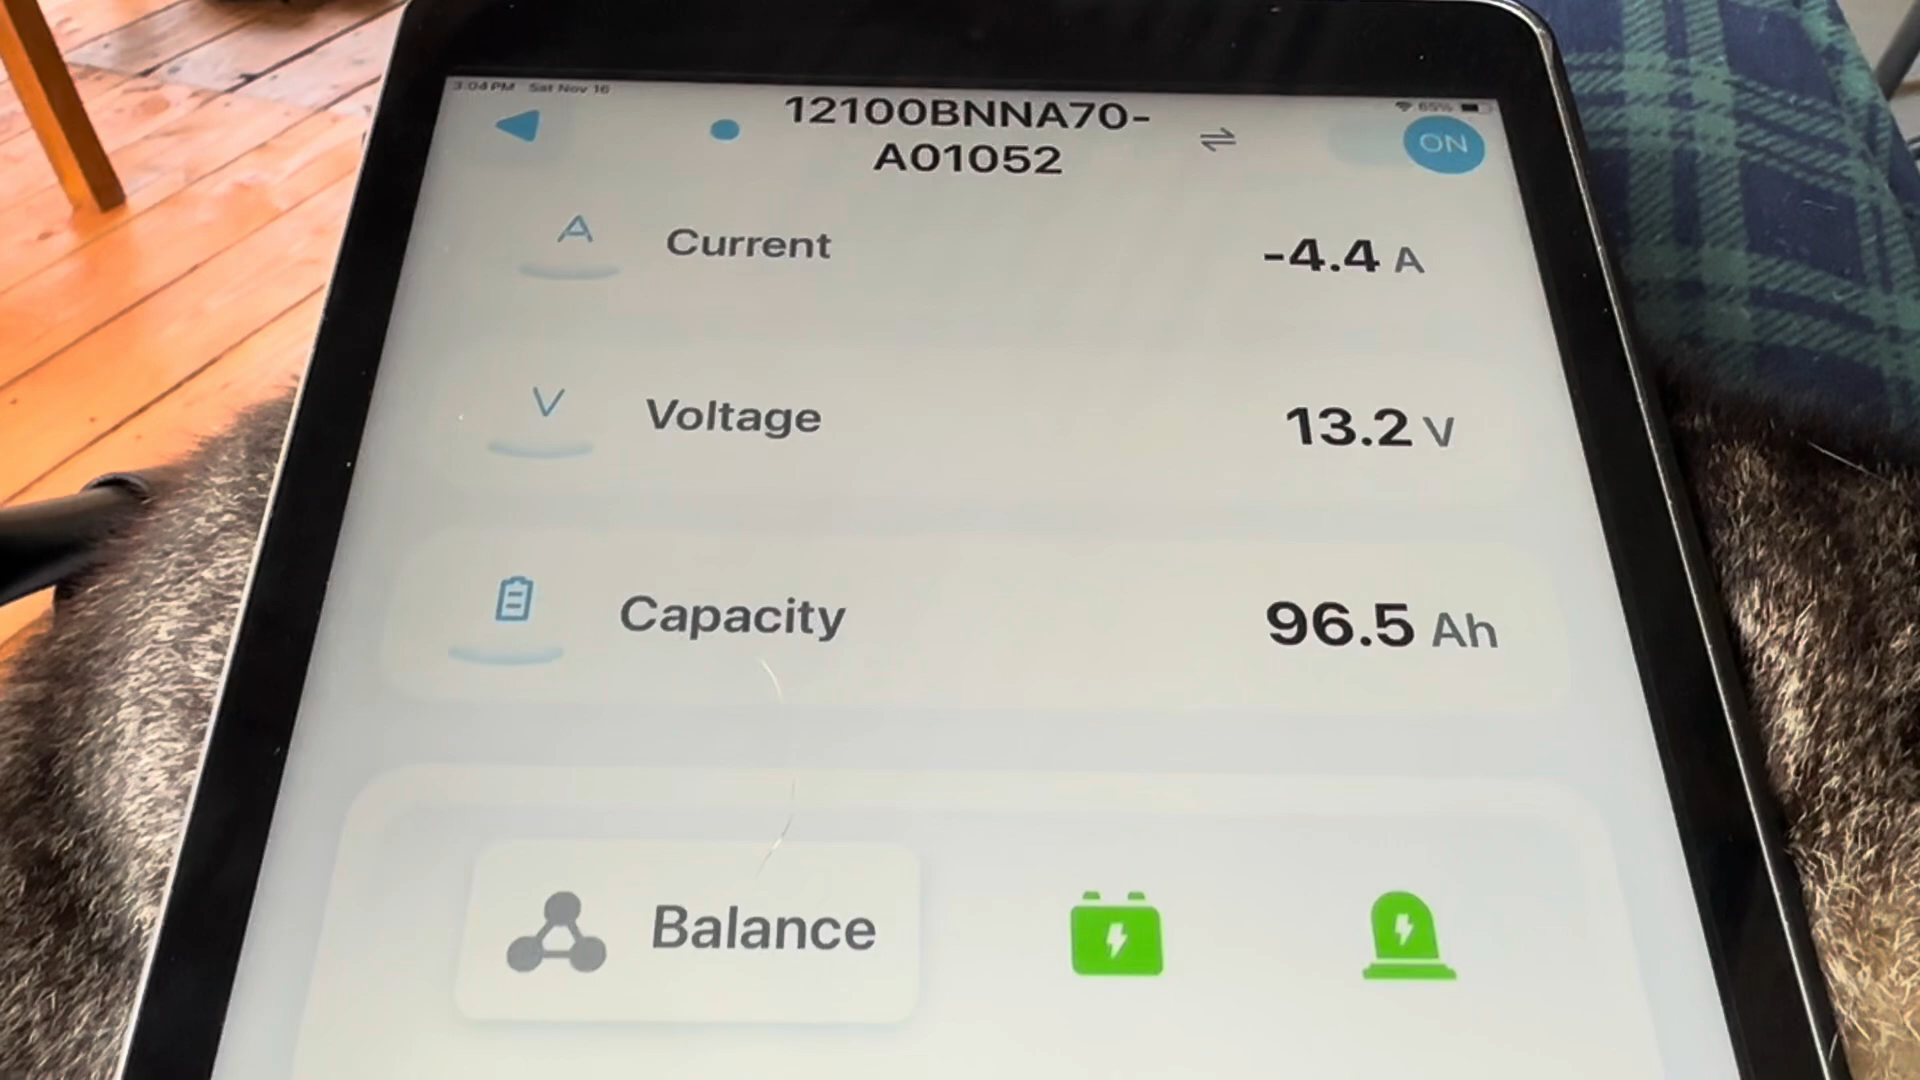 3:04 PM Sat Nov 16
65%
12100BNNA70-
A01052
ON
A
Current
-4.4 A
V
Voltage
13.2 V
Capacity
96.5 Ah
Balance